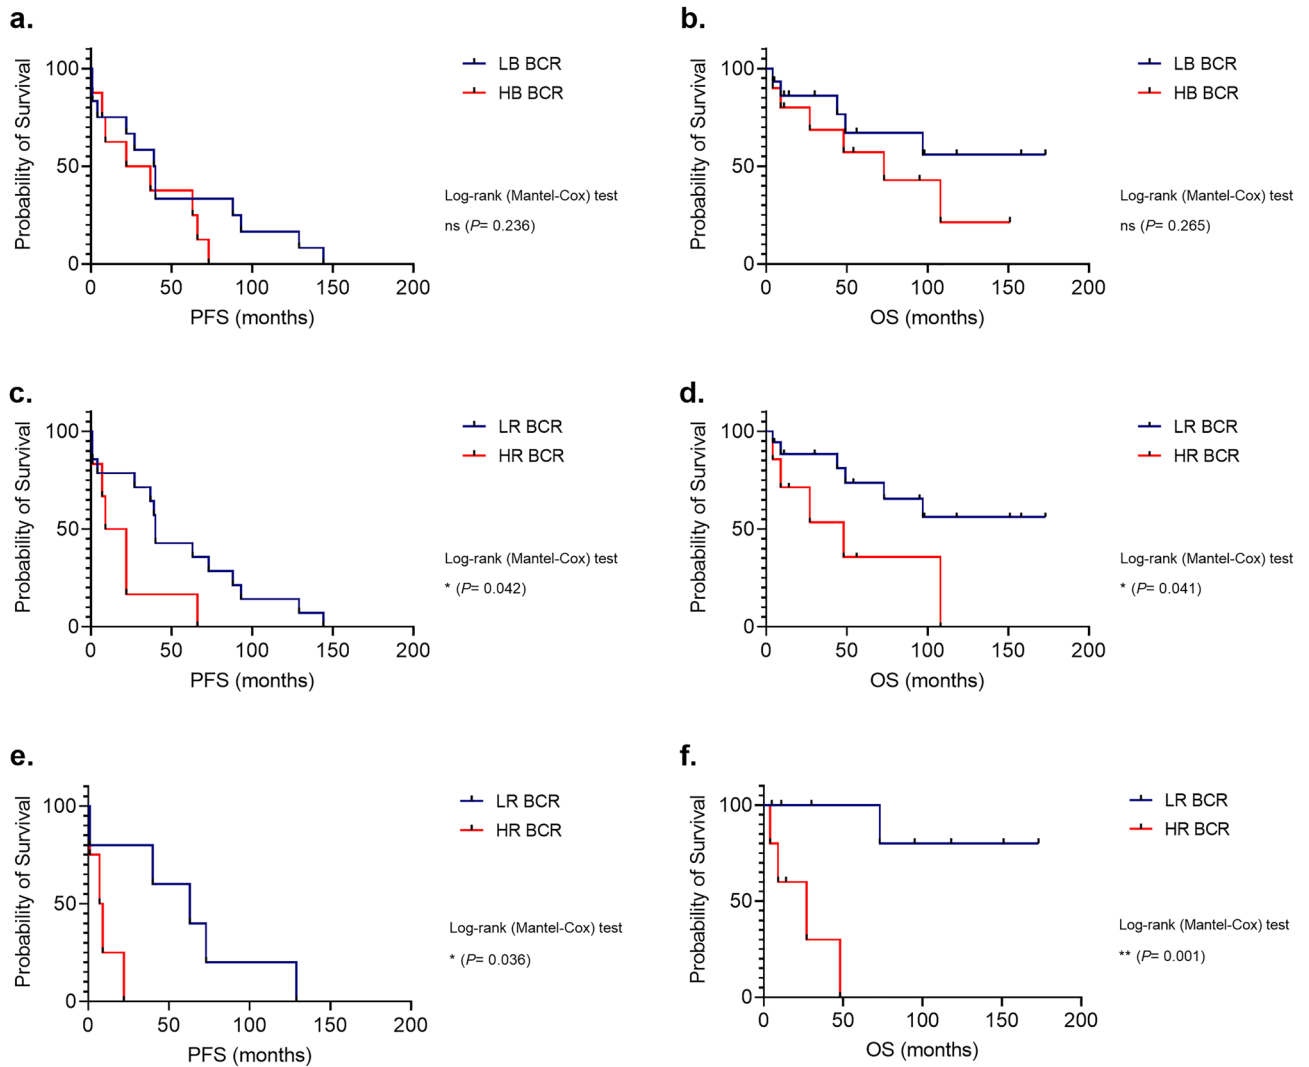 a.
Probability of Survival
100
50
0
0 50 100 150 200
PFS (months)
LB BCR
HB BCR
Log-rank (Mantel-Cox) test
ns (P= 0.236)
b.
Probability of Survival
100
50
0
0 50 100 150 200
OS (months)
LB BCR
HB BCR
Log-rank (Mantel-Cox) test
ns (P= 0.265)
c.
Probability of Survival
100
50
0
0 50 100 150 200
PFS (months)
LR BCR
HR BCR
Log-rank (Mantel-Cox) test
* (P= 0.042)
d.
Probability of Survival
100
50
0
0 50 100 150 200
OS (months)
LR BCR
HR BCR
Log-rank (Mantel-Cox) test
* (P= 0.041)
e.
Probability of Survival
100
50
0
0 50 100 150 200
PFS (months)
LR BCR
HR BCR
Log-rank (Mantel-Cox) test
* (P= 0.036)
f.
Probability of Survival
100
50
0
0 50 100 150 200
OS (months)
LR BCR
HR BCR
Log-rank (Mantel-Cox) test
** (P= 0.001)